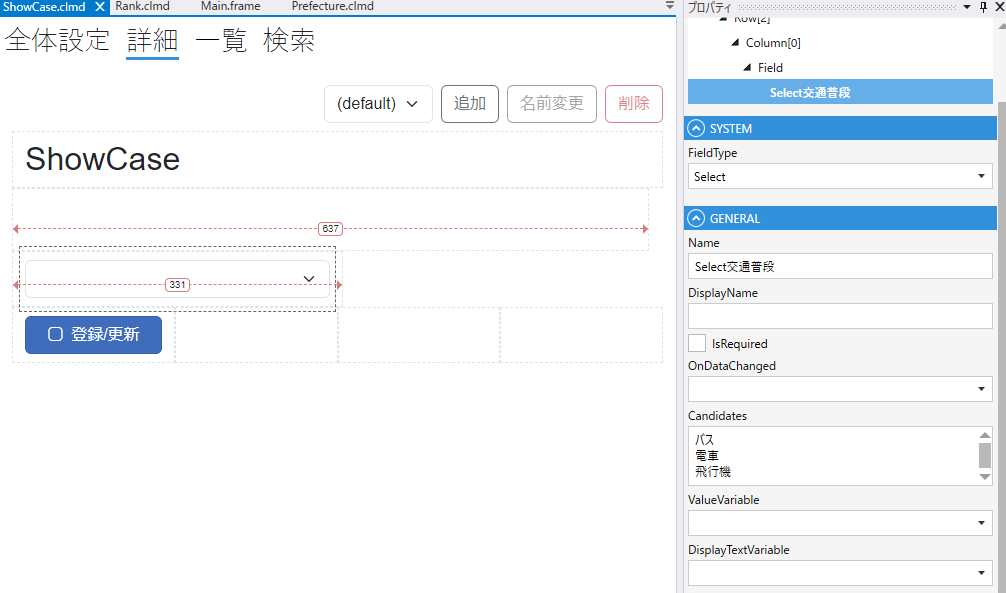 ShowCase.clmd X Rank.clmd Main.frame Prefecture.clmd
全体設定 詳細 一覧 検索
(default) 追加 名前変更 削除
ShowCase
637
331
登録/更新
プロパティ
Row[2]
Column[0]
Field
Select交通普段
SYSTEM
FieldType
Select
GENERAL
Name
Select交通普段
DisplayName
IsRequired
OnDataChanged
Candidates
バス
電車
飛行機
ValueVariable
DisplayTextVariable